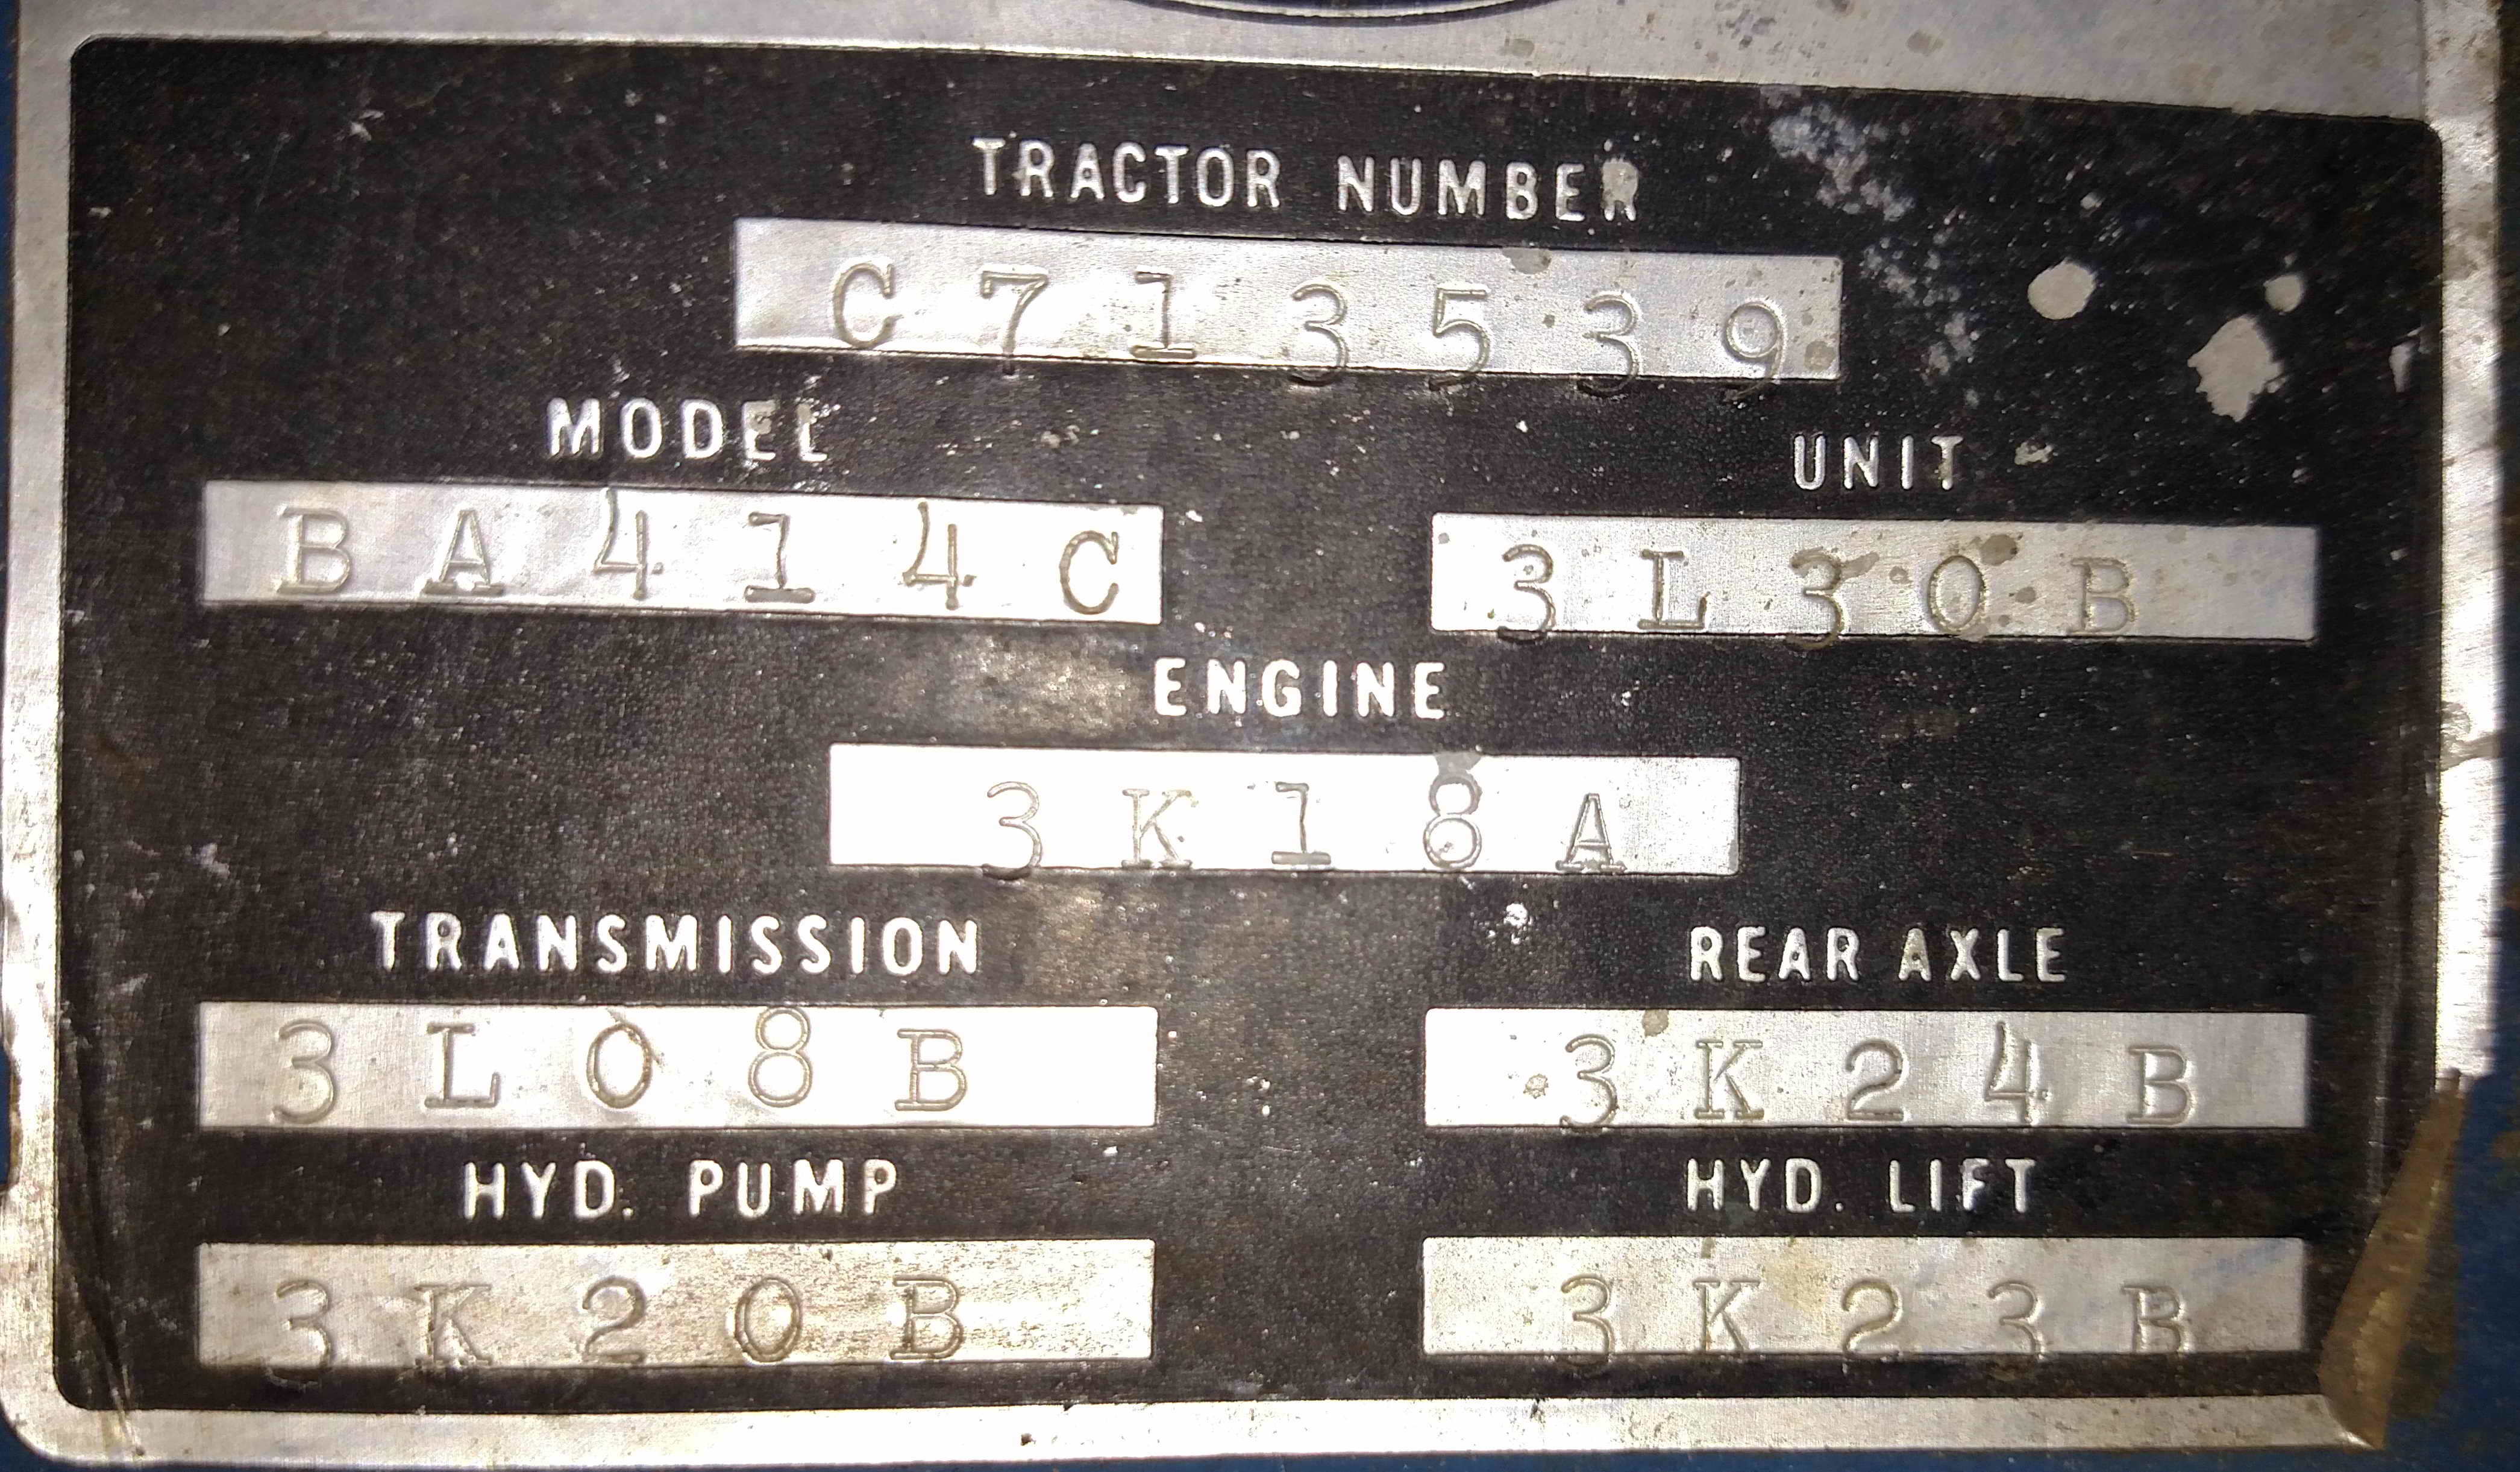 TRACTOR NUMBER
C713539
MODEL UNIT
BA414C 3L30B
ENGINE
3K18A
TRANSMISSION REAR AXLE
3L08B 3K24B
HYD. PUMP HYD. LIFT
3K20B 3K23B